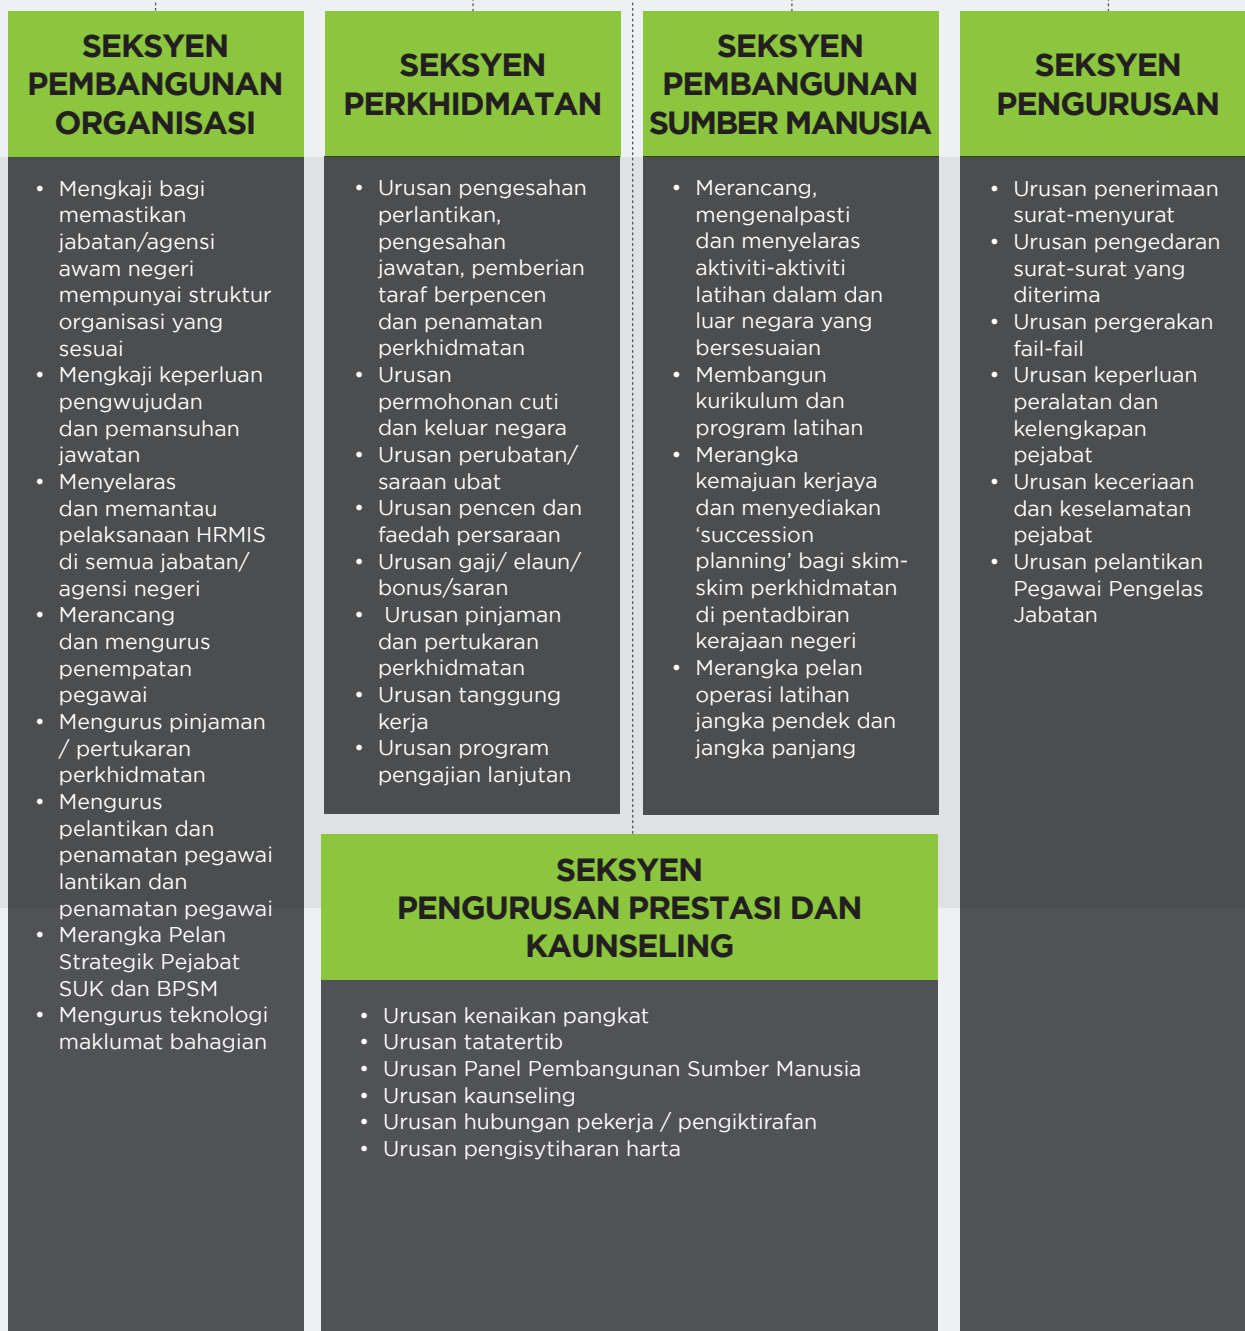 SEKSYEN
PEMBANGUNAN
ORGANISASI
• Mengkaji bagi
memastikan
jabatan/agensi
awam negeri
mempunyai struktur
organisasi yang
sesuai
• Mengkaji keperluan
pengwujudan
dan pemansuhan
jawatan
• Menyelaras
dan memantau
pelaksanaan HRMIS
di semua jabatan/
agensi negeri
• Merancang
dan mengurus
penempatan
pegawai
• Mengurus pinjaman
/ pertukaran
perkhidmatan
• Mengurus
pelantikan dan
penamatan pegawai
lantikan dan
penamatan pegawai
• Merangka Pelan
Strategik Pejabat
SUK dan BPSM
• Mengurus teknologi
maklumat bahagian
SEKSYEN
PERKHIDMATAN
• Urusan pengesahan
perlantikan,
pengesahan
jawatan, pemberian
taraf berpencen
dan penamatan
perkhidmatan
• Urusan
permohonan cuti
dan keluar negara
• Urusan perubatan/
saraan ubat
• Urusan pencen dan
faedah persaraan
• Urusan gaji/ elaun/
bonus/saran
• Urusan pinjaman
dan pertukaran
perkhidmatan
• Urusan tanggung
kerja
• Urusan program
pengajian lanjutan
SEKSYEN
PEMBANGUNAN
SUMBER MANUSIA
• Merancang,
mengenalpasti
dan menyelaras
aktiviti-aktiviti
latihan dalam dan
luar negara yang
bersesuaian
• Membangun
kurikulum dan
program latihan
• Merangka
kemajuan kerjaya
dan menyediakan
‘succession
planning’ bagi skim-
skim perkhidmatan
di pentadbiran
kerajaan negeri
• Merangka pelan
operasi latihan
jangka pendek dan
jangka panjang
SEKSYEN
PENGURUSAN
• Urusan penerimaan
surat-menyurat
• Urusan pengedaran
surat-surat yang
diterima
• Urusan pergerakan
fail-fail
• Urusan keperluan
peralatan dan
kelengkapan
pejabat
• Urusan keceriaan
dan keselamatan
pejabat
• Urusan pelantikan
Pegawai Pengelas
Jabatan
SEKSYEN
PENGURUSAN PRESTASI DAN
KAUNSELING
• Urusan kenaikan pangkat
• Urusan tatatertib
• Urusan Panel Pembangunan Sumber Manusia
• Urusan kaunseling
• Urusan hubungan pekerja / pengiktirafan
• Urusan pengisytiharan harta